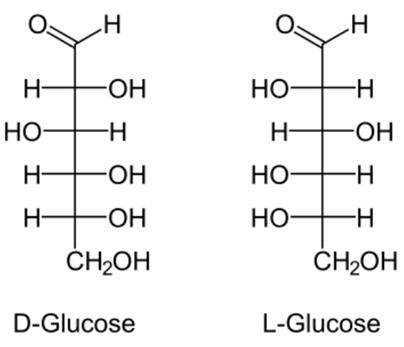 O H O H
H OH HO H
HO H H OH
H OH HO H
H OH HO H
CH₂OH CH₂OH
D-Glucose L-Glucose